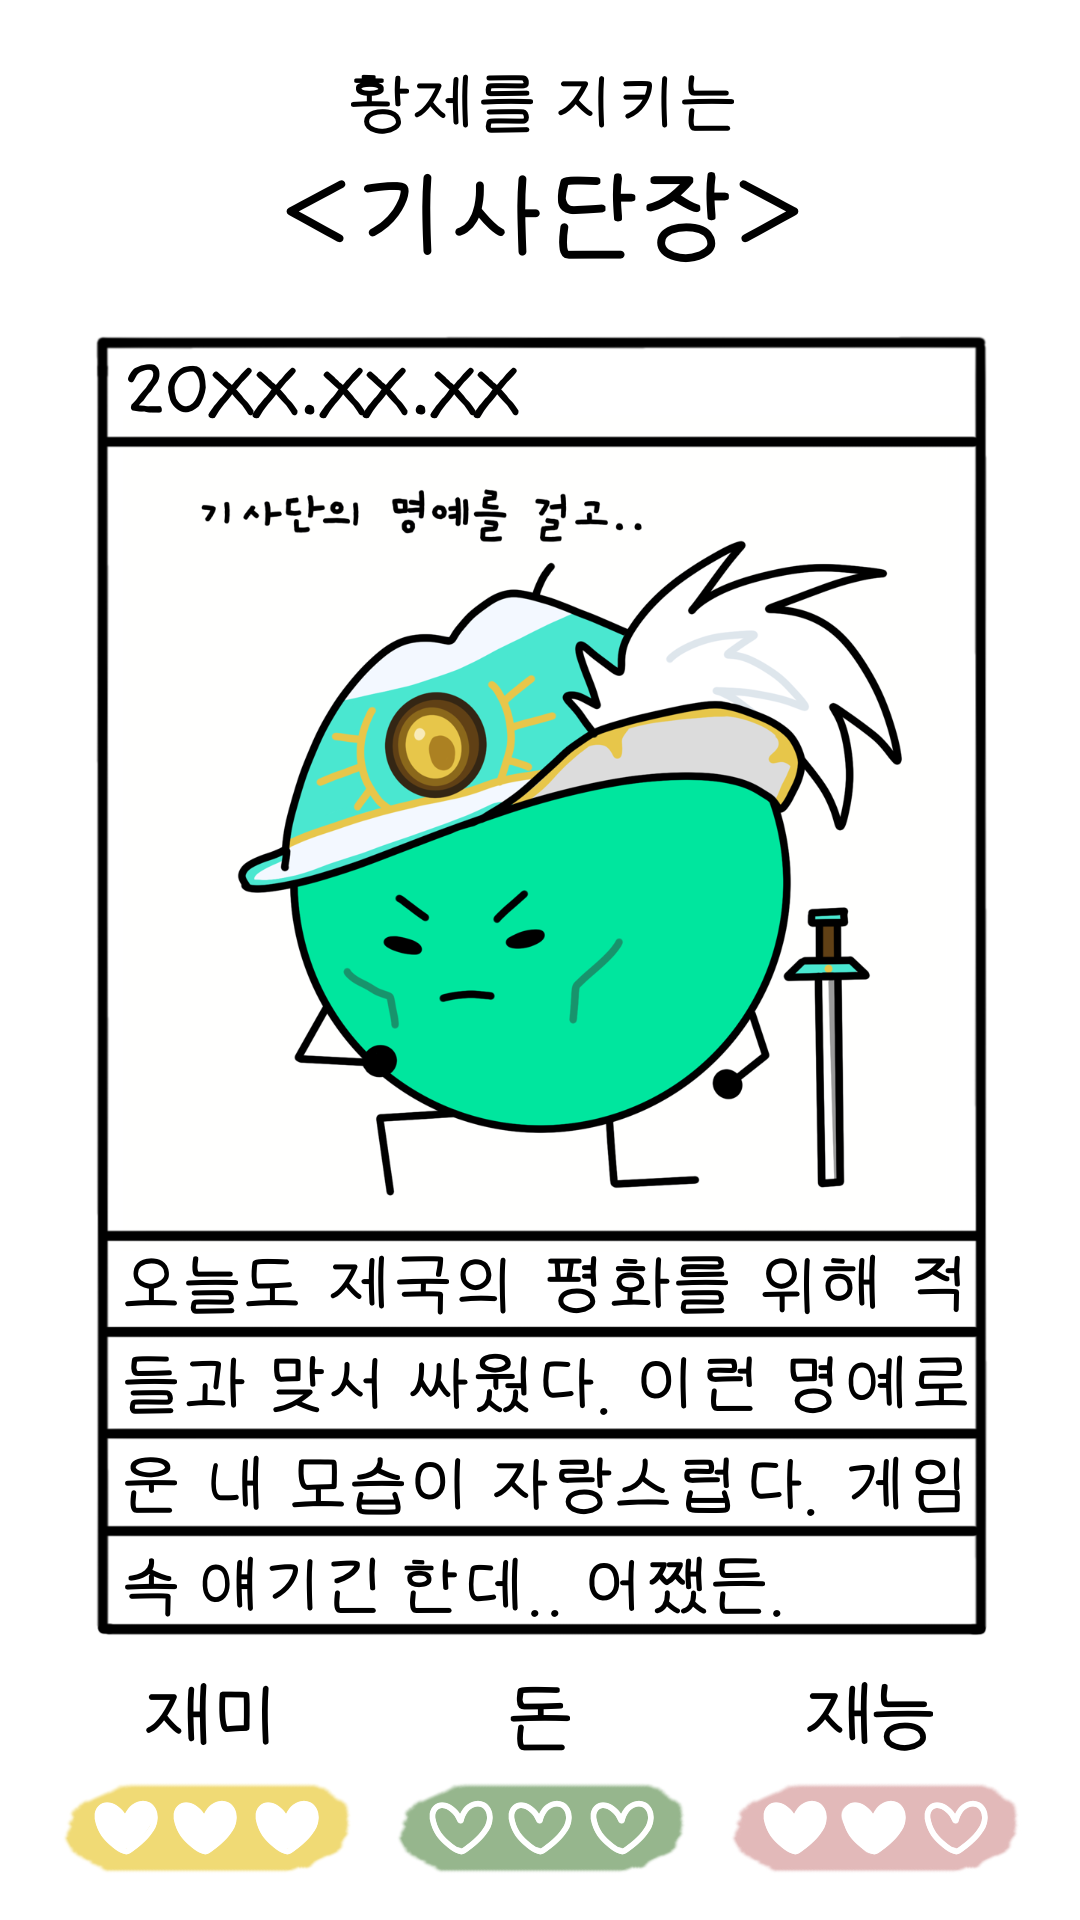 황제를 지키는
<기사단장>
20XX.XX.XX
기사단의 명예를 걸고..
오늘도 제국의 평화를 위해 적
들과 맞서 싸웠다. 이런 명예로
운 내 모습이 자랑스럽다. 게임
속 얘기긴 한데.. 어쨌든.
재미 돈 재능